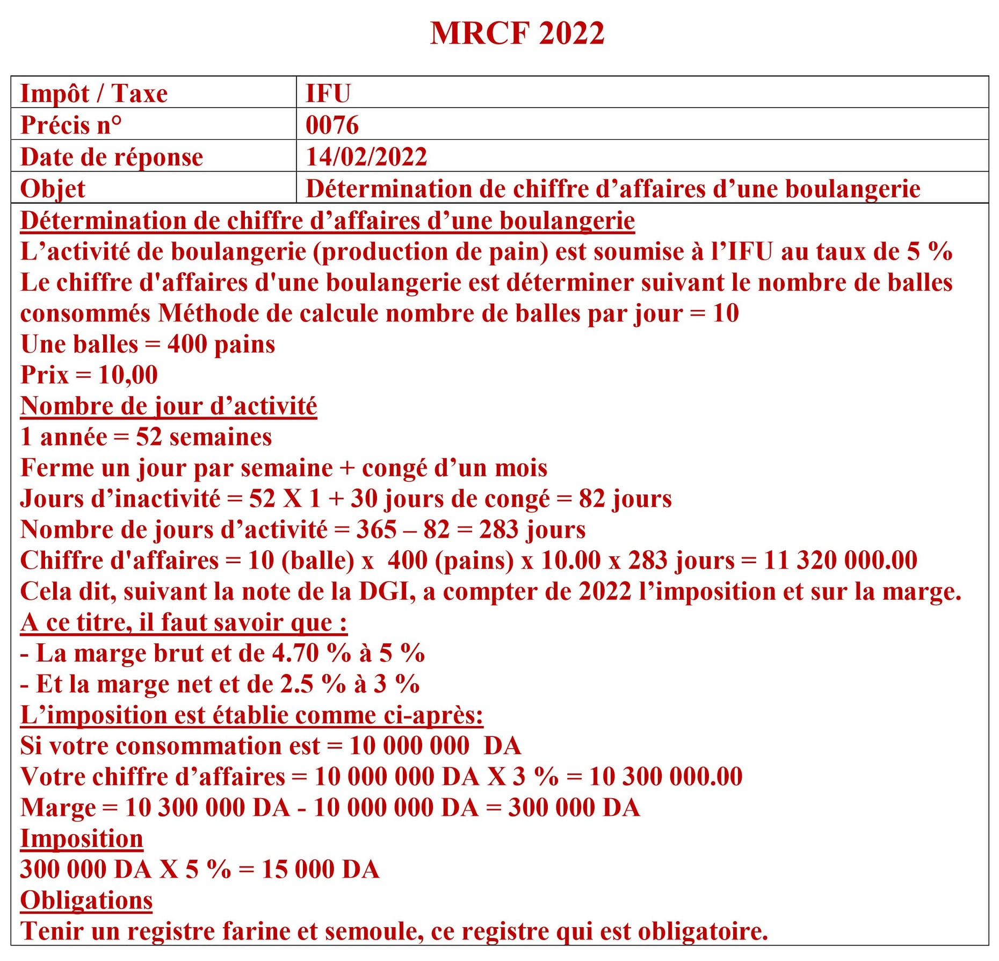 MRCF 2022
Impôt / Taxe IFU
Précis n° 0076
Date de réponse 14/02/2022
Objet Détermination de chiffre d’affaires d’une boulangerie
Détermination de chiffre d’affaires d’une boulangerie
L’activité de boulangerie (production de pain) est soumise à l’IFU au taux de 5 %
Le chiffre d'affaires d'une boulangerie est déterminer suivant le nombre de balles
consommés Méthode de calcule nombre de balles par jour = 10
Une balles = 400 pains
Prix = 10,00
Nombre de jour d’activité
1 année = 52 semaines
Ferme un jour par semaine + congé d’un mois
Jours d’inactivité = 52 X 1 + 30 jours de congé = 82 jours
Nombre de jours d’activité = 365 – 82 = 283 jours
Chiffre d'affaires = 10 (balle) x  400 (pains) x 10.00 x 283 jours = 11 320 000.00
Cela dit, suivant la note de la DGI, a compter de 2022 l’imposition et sur la marge.
A ce titre, il faut savoir que :
- La marge brut et de 4.70 % à 5 %
- Et la marge net et de 2.5 % à 3 %
L’imposition est établie comme ci-après:
Si votre consommation est = 10 000 000  DA
Votre chiffre d’affaires = 10 000 000 DA X 3 % = 10 300 000.00
Marge = 10 300 000 DA - 10 000 000 DA = 300 000 DA
Imposition
300 000 DA X 5 % = 15 000 DA
Obligations
Tenir un registre farine et semoule, ce registre qui est obligatoire.